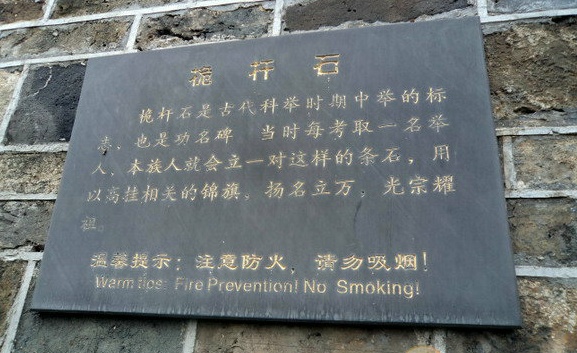 桅杆石
桅杆石是古代科举时期中举的标
志、也是功名碑 当时每考取一名举
人、本族人就会立一对这样的条石，用
以高挂相关的锦旗，扬名立万，光宗耀
祖。
温馨提示：注意防火、请勿吸烟！
Warm tips: Fire Prevention! No Smoking!